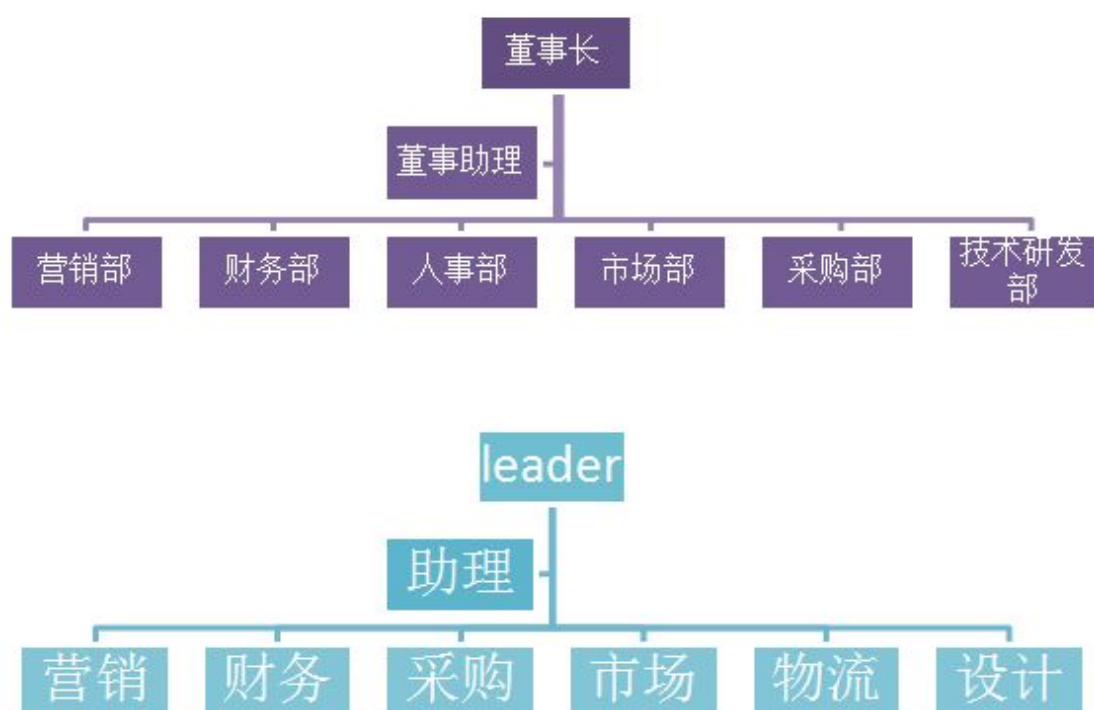 董事长
董事助理
营销部
财务部
人事部
市场部
采购部
技术研发
部
leader
助理
营销
财务
采购
市场
物流
设计